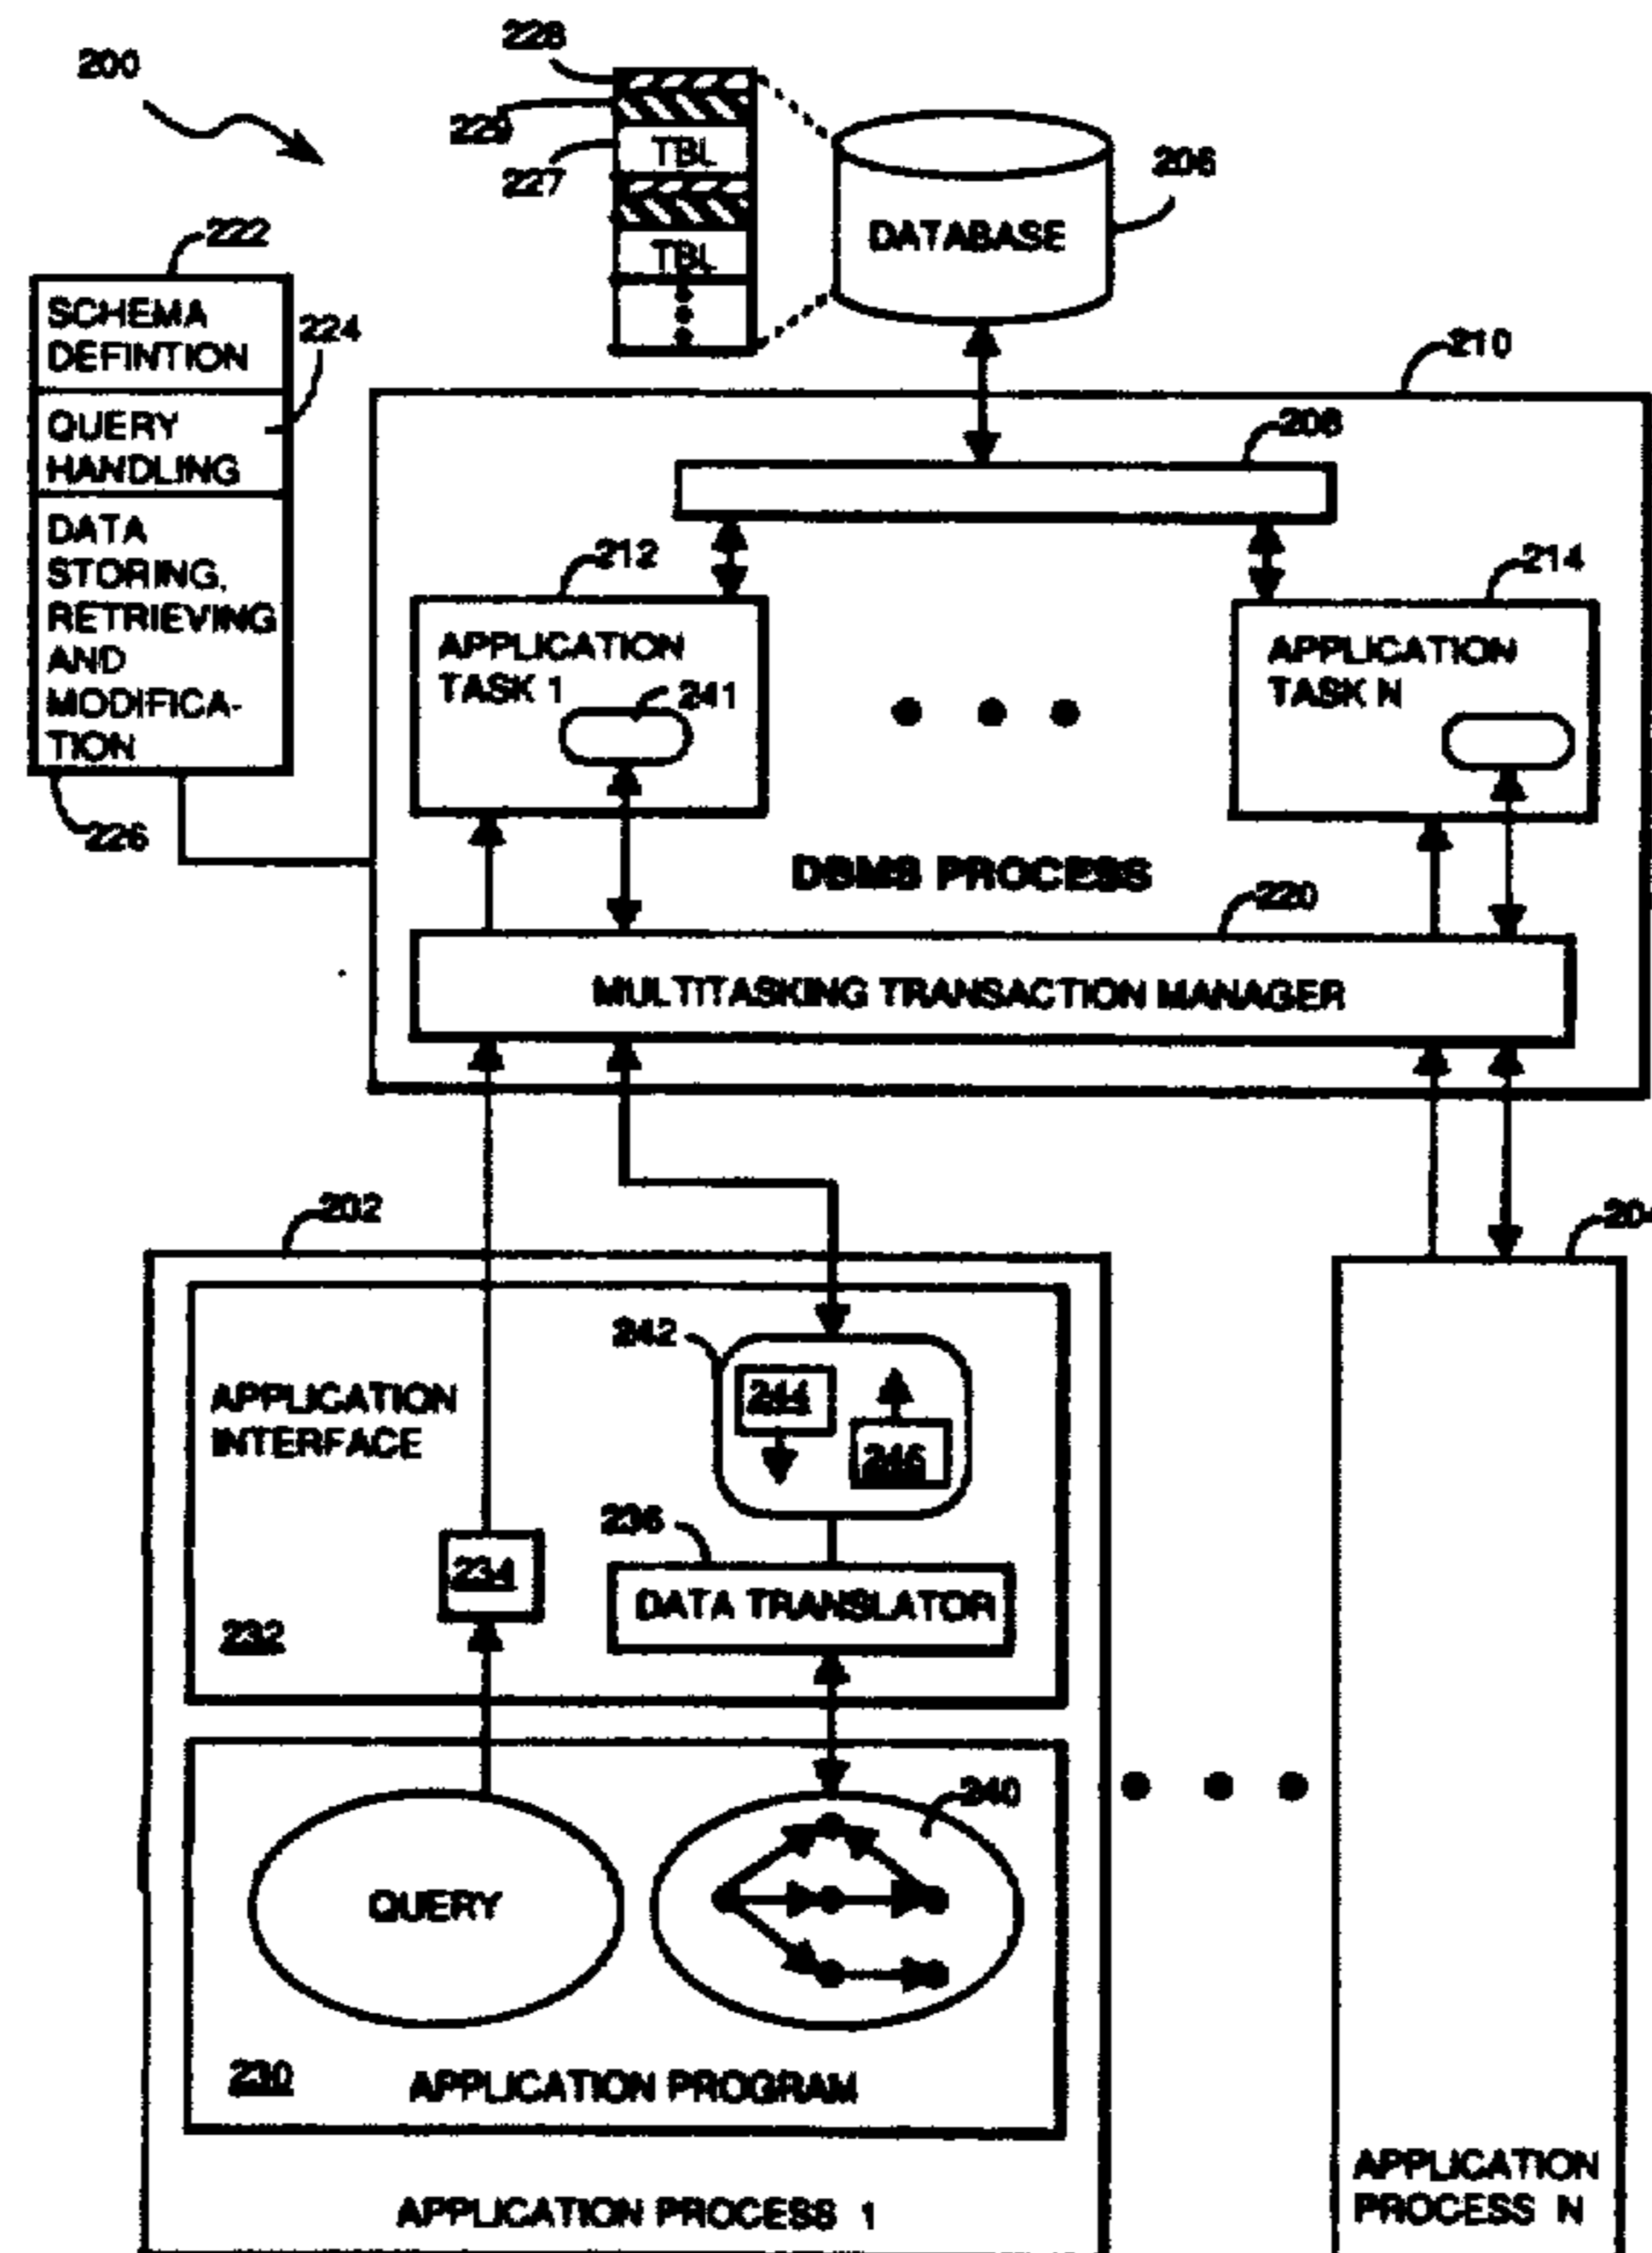 200
228
229
TBL
227
TBL
DATABASE
206
222
SCHEMA
DEFINTION
224
QUERY
HANDLING
DATA
STORING,
RETRIEVING
AND
MODIFICA-
TION
226
210
208
212
214
APPLICATION
TASK 1
241
APPLICATION
TASK N
DBMS PROCESS
220
MULTITASKING TRANSACTION MANAGER
202
242
244
246
APPLICATION
INTERFACE
236
234
DATA TRANSLATOR
232
240
QUERY
230
APPLICATION PROGRAM
APPLICATION PROCESS 1
APPLICATION
PROCESS N